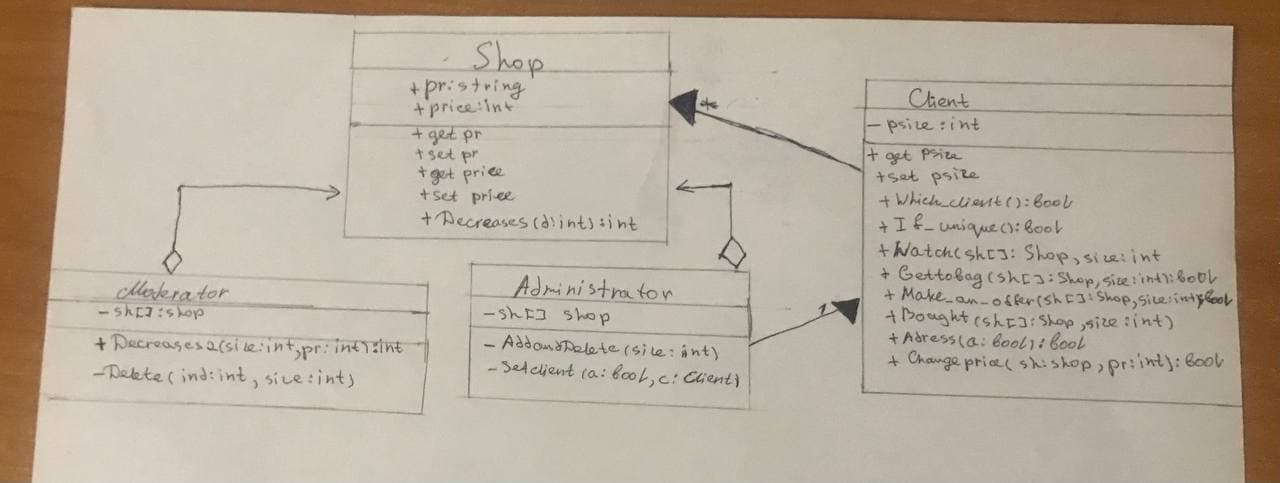 Shop
+ pr: string
+ price: int
+ get pr
+ set pr
+ get price
+ set price
+ Decreases (d: int): int
*
Client
- psize: int
+ get psize
+ set psize
+ Which_client(): bool
+ If_unique(): bool
+ Watch(sh[]: Shop, size: int
+ Gettobag(sh[]: Shop, size: int): bool
+ Make_an_offer(sh[]: Shop, size: int): bool
+ Bought(sh[]: Shop, size: int)
+ Adress(a: bool): bool
+ Change price( sh: shop, pr: int): bool
Moderator
- sh[]: shop
+ Decreases2(size: int, pr: int): int
- Delete( ind: int, size: int)
Administrator
- sh[] shop
- AddandDelete (size: int)
- Setclient (a: bool, c: Client)
1